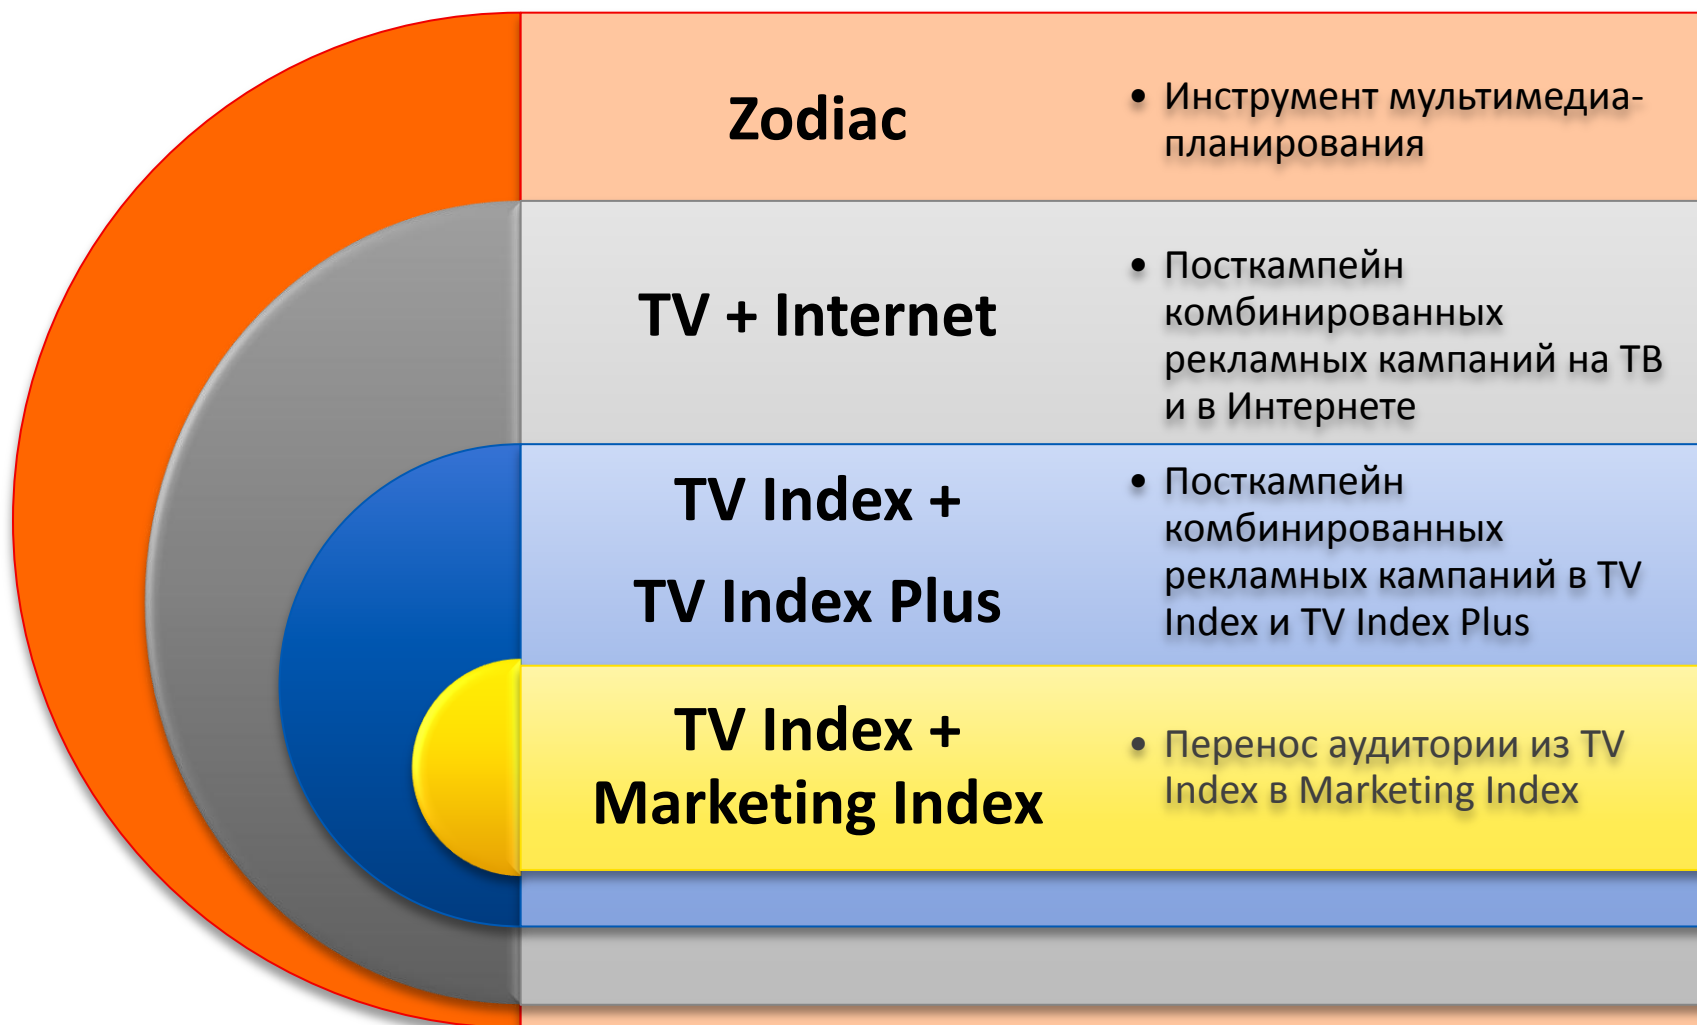 Zodiac
• Инструмент мультимедиа-
планирования
TV + Internet
• Посткампейн
комбинированных
рекламных кампаний на ТВ
и в Интернете
TV Index +
TV Index Plus
• Посткампейн
комбинированных
рекламных кампаний в TV
Index и TV Index Plus
TV Index +
Marketing Index
• Перенос аудитории из TV
Index в Marketing Index